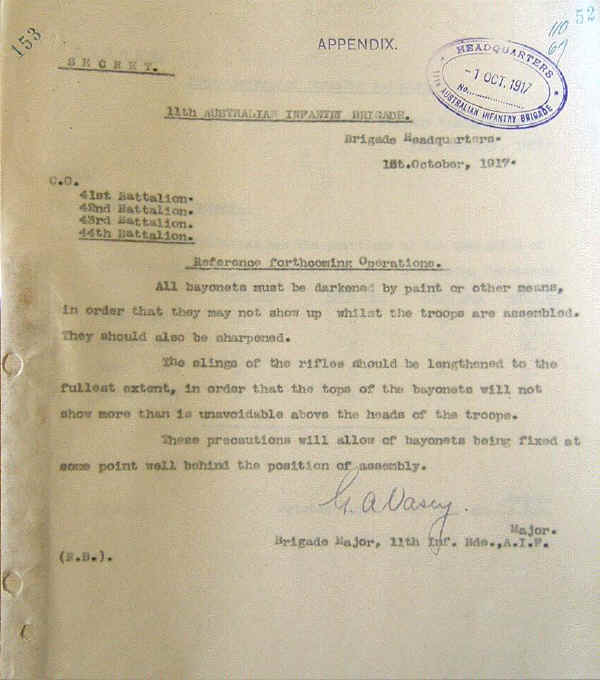 153
52
110
67
APPENDIX.
SECRET.
HEADQUARTERS
-1 OCT. 1917
No.
11TH AUSTRALIAN INFANTRY BRIGADE
11th AUSTRALIAN INFANTRY BRIGADE.
Brigade Headquarters.
1st.October, 1917.
C.O.
41st Battalion.
42nd Battalion.
43rd Battalion.
44th Battalion.
Reference forthcoming Operations.
All bayonets must be darkened by paint or other means,
in order that they may not show up whilst the troops are assembled.
They should also be sharpened.
The slings of the rifles should be lengthened to the
fullest extent, in order that the tops of the bayonets will not
show more than is unavoidable above the heads of the troops.
These precautions will allow of bayonets being fixed at
some point well behind the position of assembly.
G. A Vasey.
Major.
Brigade Major, 11th Inf. Bde.,A.I.F.
(R.B.).